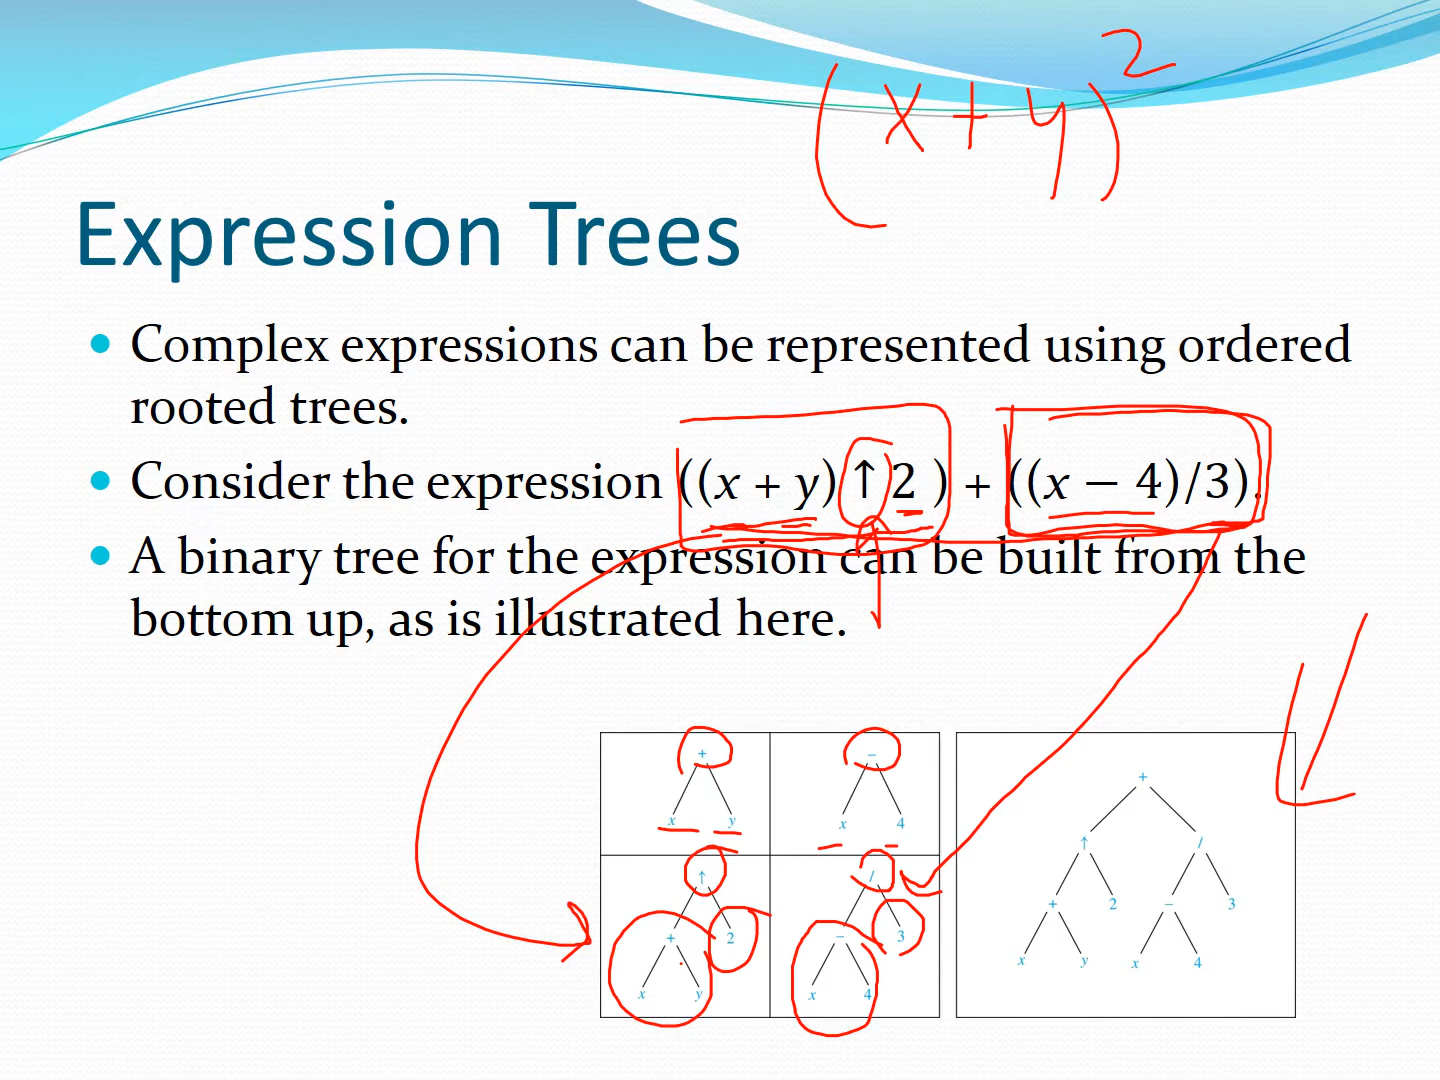 (x+y)²
Expression Trees
• Complex expressions can be represented using ordered
rooted trees.
• Consider the expression ((x + y) ↑ 2 ) + ((x − 4)/3).
• A binary tree for the expression can be built from the
bottom up, as is illustrated here.
+
x y
−
x 4
↑
+ 2
x y
/
− 3
x 4
+
↑ /
+ 2 − 3
x y x 4